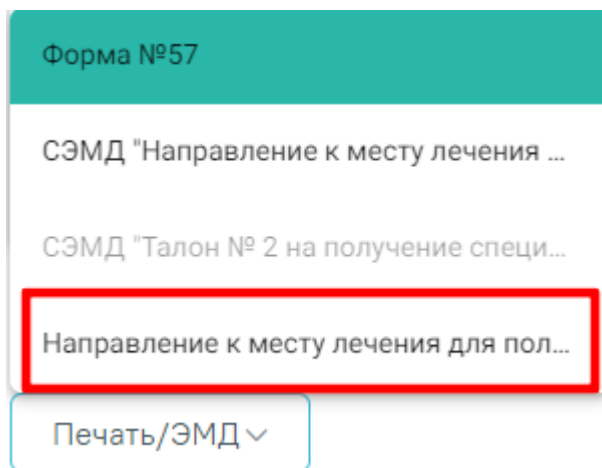 Форма №57
СЭМД "Направление к месту лечения ...
СЭМД "Талон № 2 на получение специ...
Направление к месту лечения для пол...
Печать/ЭМД